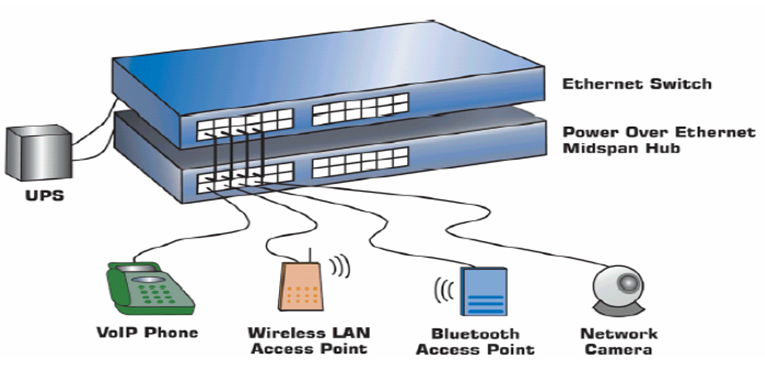 Ethernet Switch
Power Over Ethernet
Midspan Hub
UPS
VoIP Phone
Wireless LAN
Access Point
Bluetooth
Access Point
Network
Camera